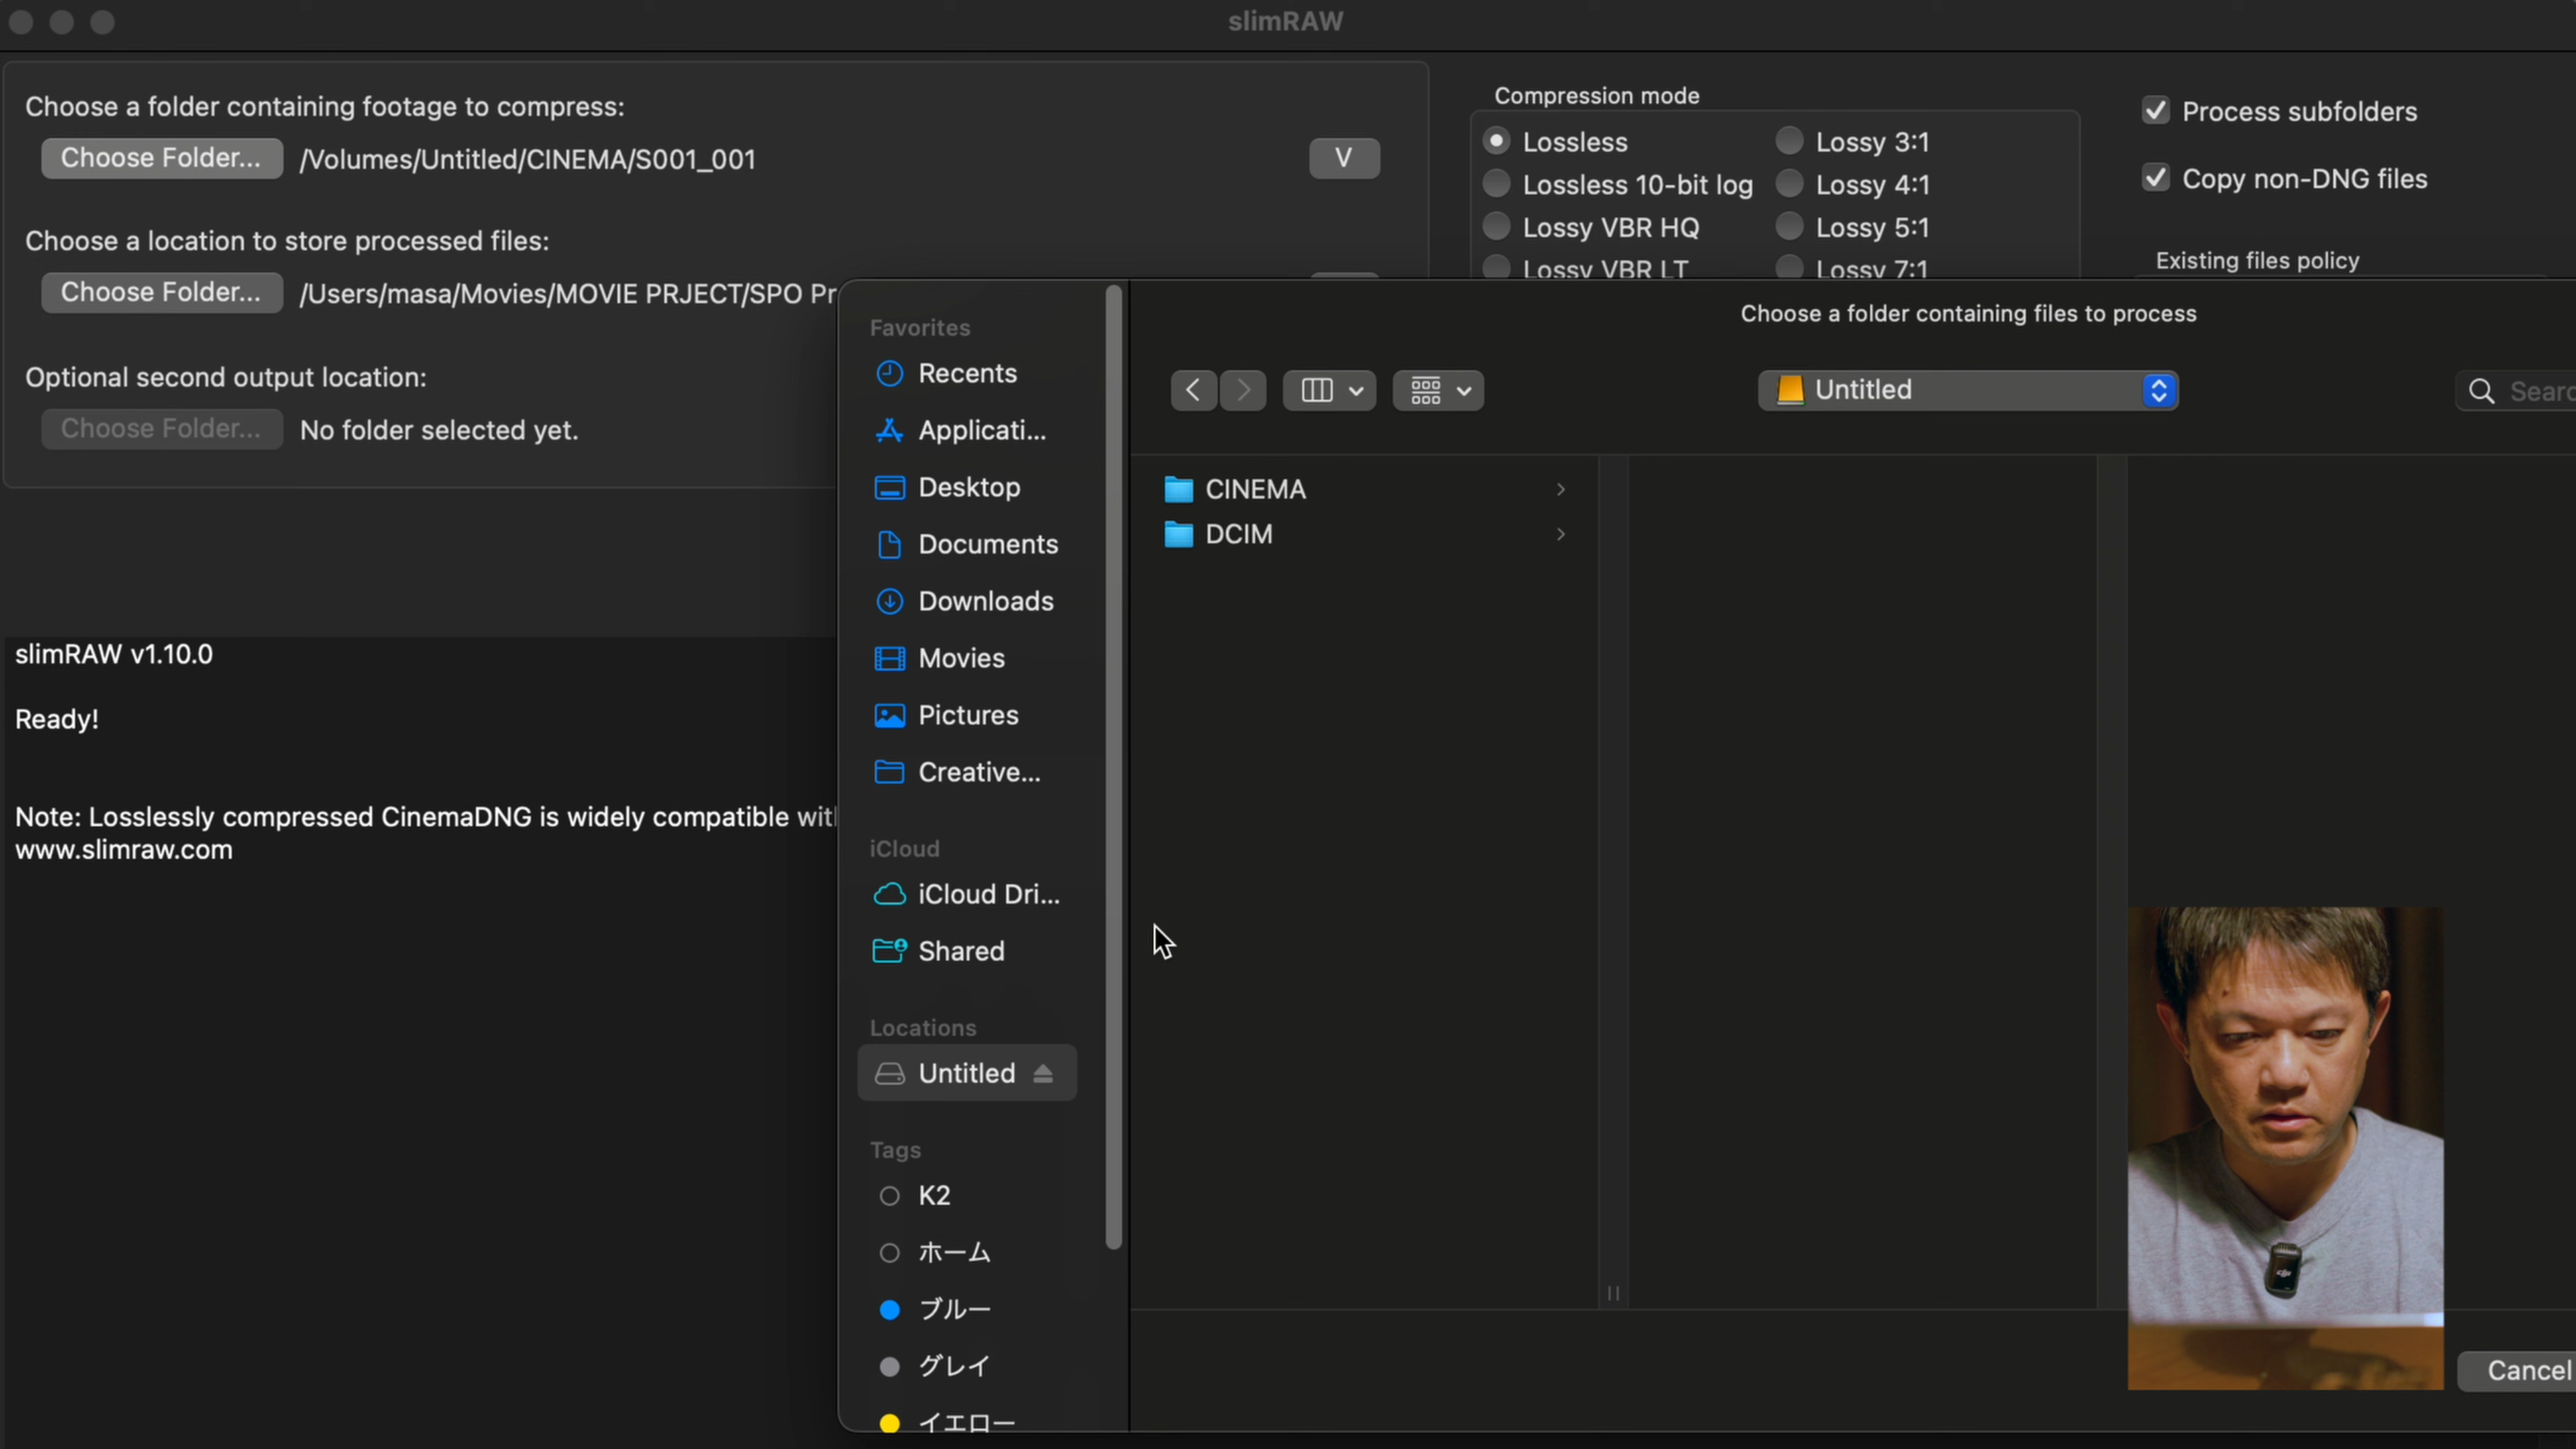 slimRAW
Choose a folder containing footage to compress:
Choose Folder... /Volumes/Untitled/CINEMA/S001_001 V
Choose a location to store processed files:
Choose Folder... /Users/masa/Movies/MOVIE PRJECT/SPO Pr
Optional second output location:
Choose Folder... No folder selected yet.
Compression mode
Lossless
Lossless 10-bit log
Lossy VBR HQ
Lossy VBR LT
Lossy 3:1
Lossy 4:1
Lossy 5:1
Lossy 7:1
Process subfolders
Copy non-DNG files
Existing files policy
slimRAW v1.10.0
Ready!
Note: Losslessly compressed CinemaDNG is widely compatible wit
www.slimraw.com
Favorites
Recents
Applicati...
Desktop
Documents
Downloads
Movies
Pictures
Creative...
iCloud
iCloud Dri...
Shared
Locations
Untitled
Tags
K2
ホーム
ブルー
グレイ
イエロー
Choose a folder containing files to process
Untitled
Searc
CINEMA
DCIM
dji
Cancel